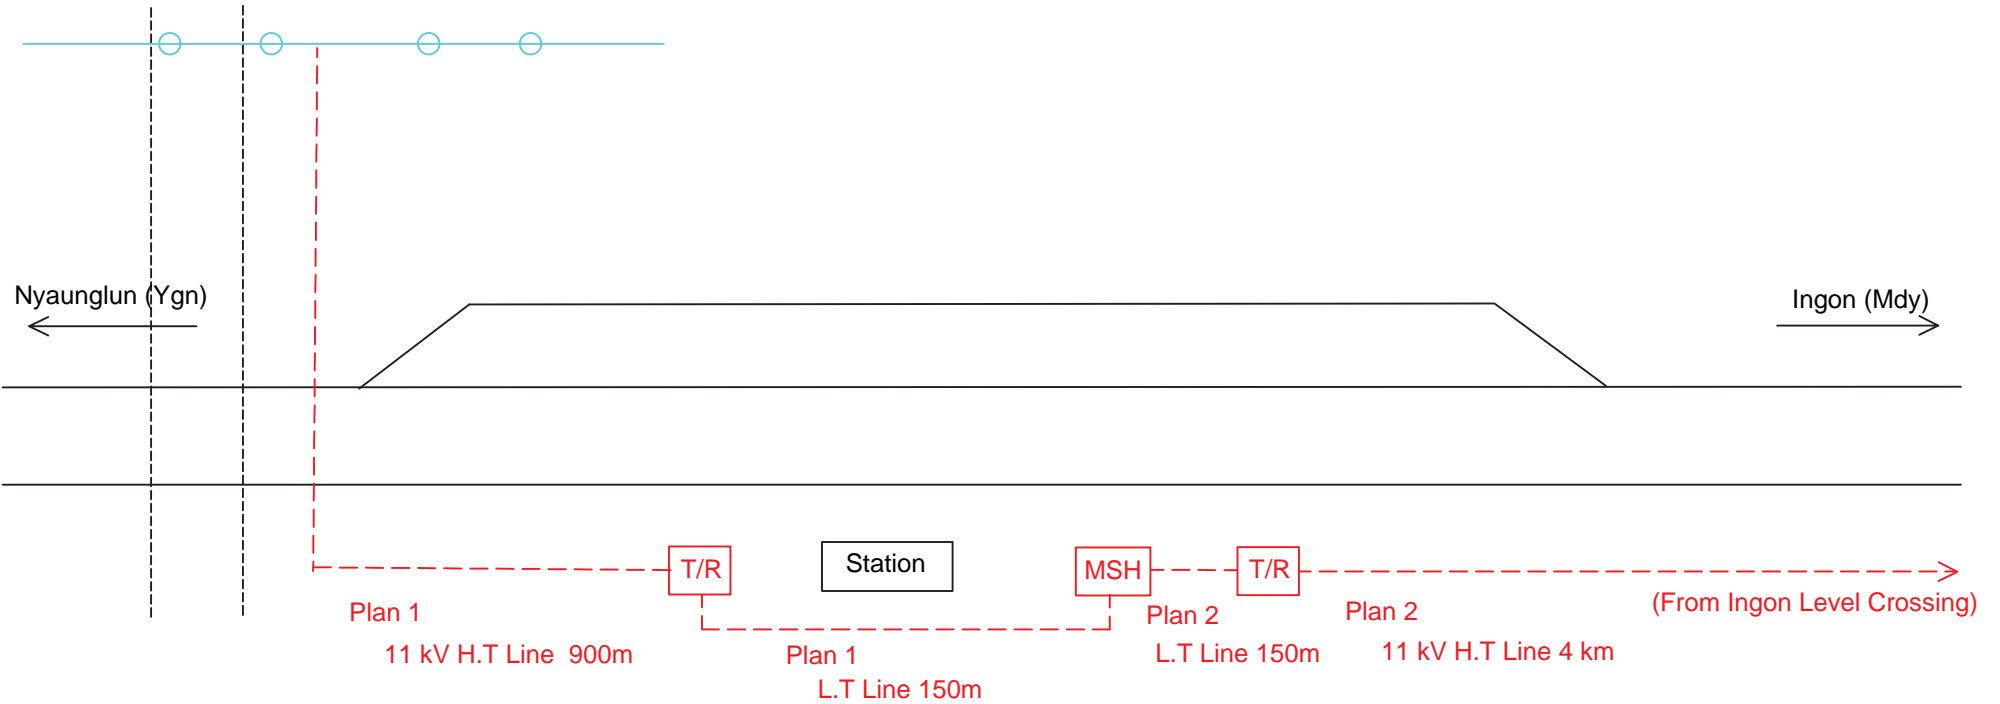 Nyaunglun (Ygn)
Ingon (Mdy)
T/R
Station
MSH
T/R
(From Ingon Level Crossing)
Plan 1
11 kV H.T Line 900m
Plan 1
L.T Line 150m
Plan 2
L.T Line 150m
Plan 2
11 kV H.T Line 4 km